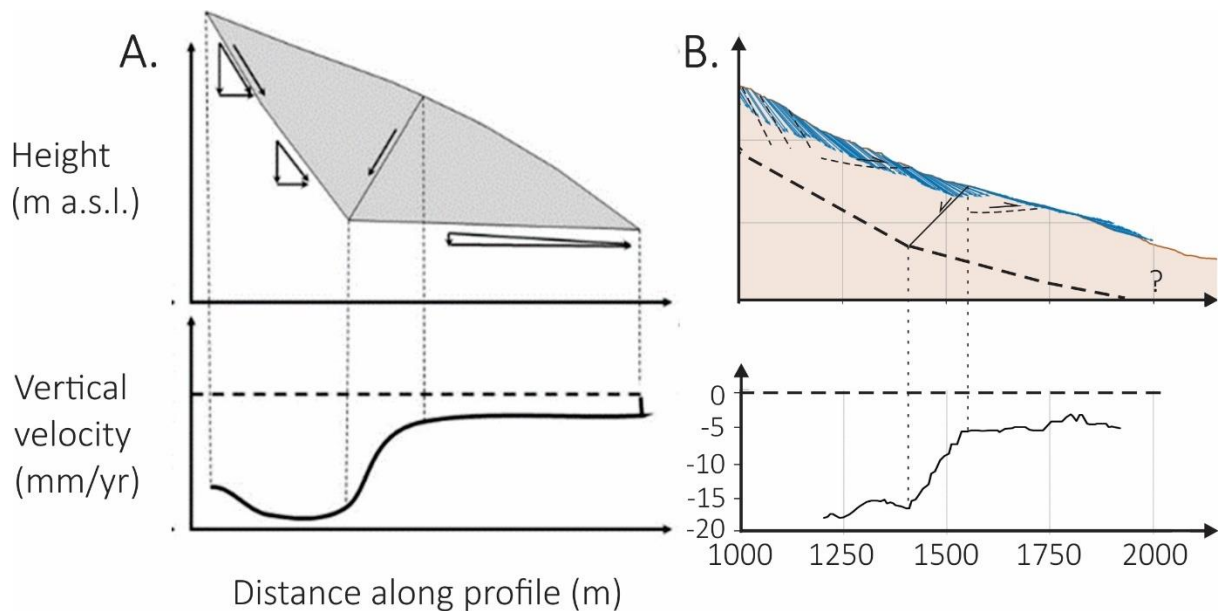 A.
B.
Height
(m a.s.l.)
?
Vertical
velocity
(mm/yr)
0
-5
-10
-15
-20
1000 1250 1500 1750 2000
Distance along profile (m)